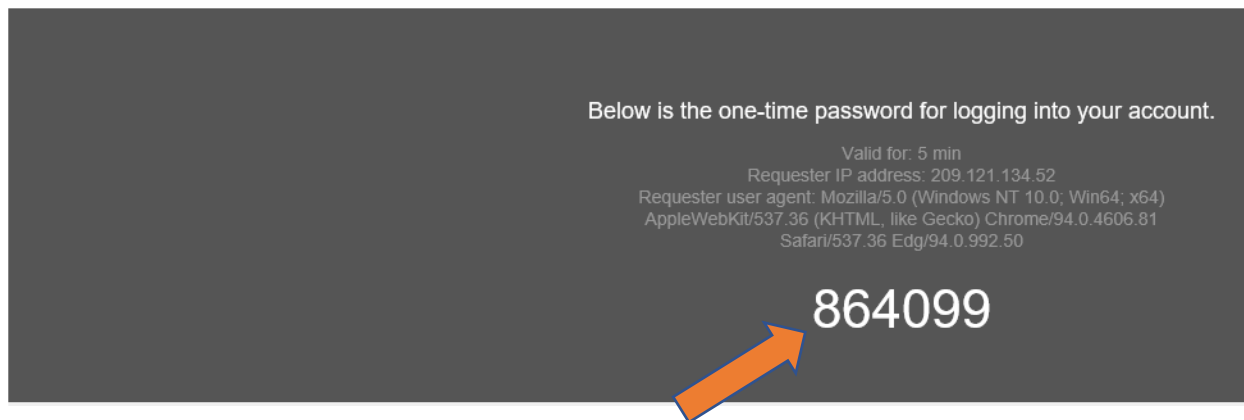 Below is the one-time password for logging into your account.
Valid for: 5 min
Requester IP address: 209.121.134.52
Requester user agent: Mozilla/5.0 (Windows NT 10.0; Win64; x64)
AppleWebKit/537.36 (KHTML, like Gecko) Chrome/94.0.4606.81
Safari/537.36 Edg/94.0.992.50
864099